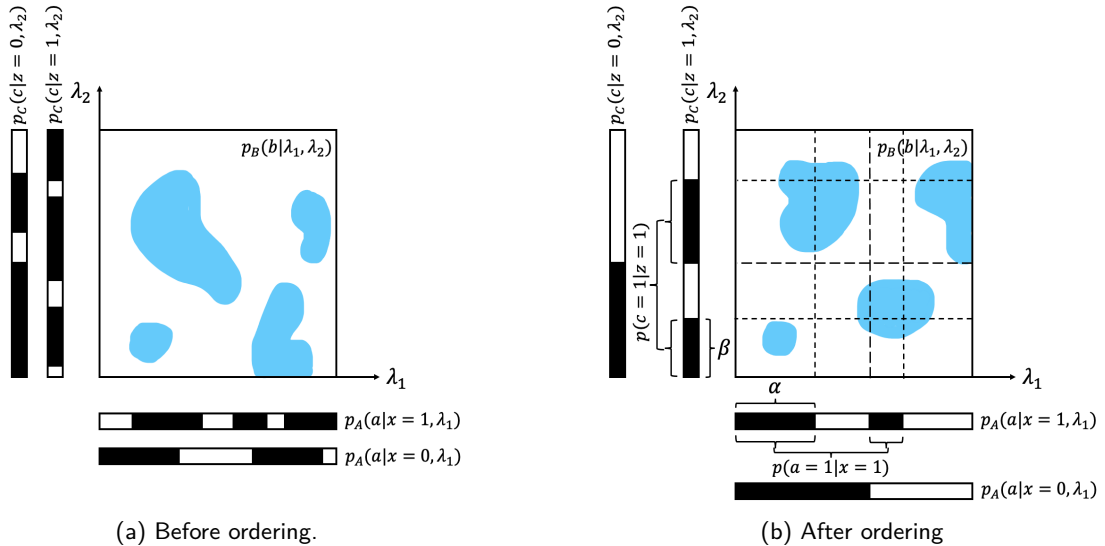 p_C(c|z = 0, λ_2)
p_C(c|z = 1, λ_2)
λ_2
p_B(b|λ_1, λ_2)
λ_1
p_A(a|x = 1, λ_1)
p_A(a|x = 0, λ_1)
(a) Before ordering.
p_C(c|z = 0, λ_2)
p_C(c|z = 1, λ_2)
λ_2
p_B(b|λ_1, λ_2)
p(c = 1|z = 1)
β
λ_1
α
p_A(a|x = 1, λ_1)
p(a = 1|x = 1)
p_A(a|x = 0, λ_1)
(b) After ordering